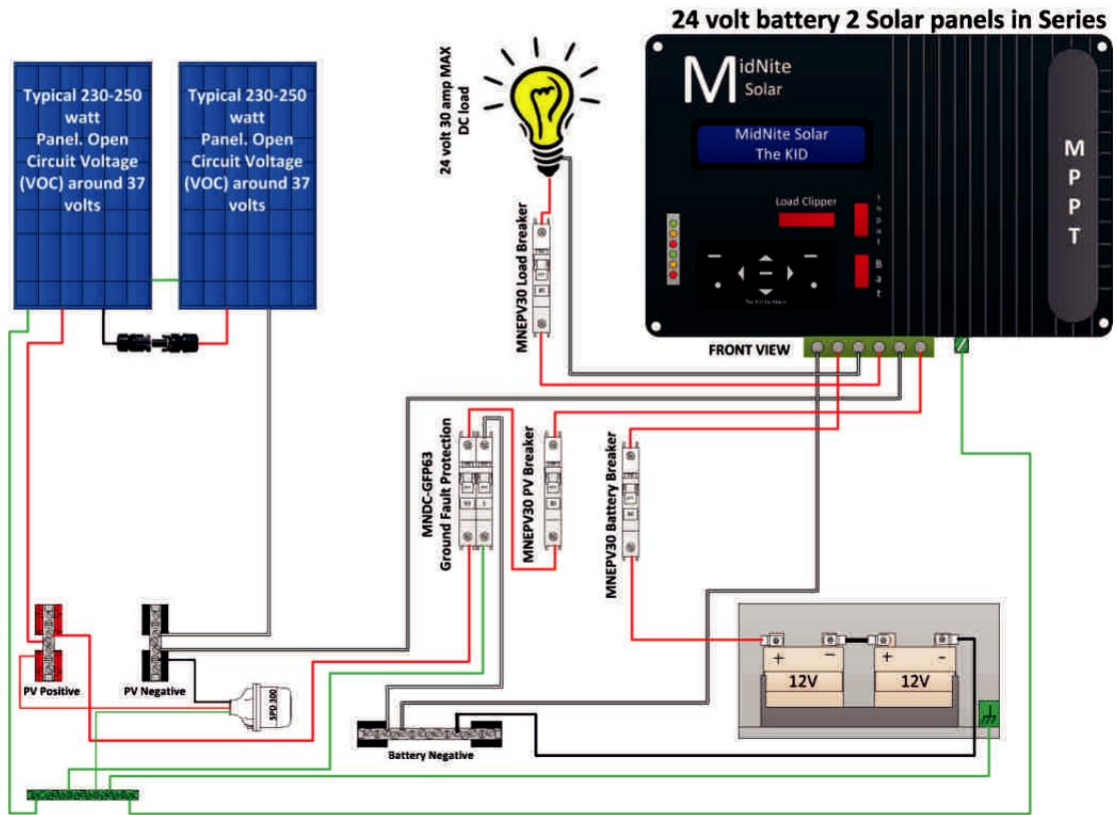 24 volt battery 2 Solar panels in Series
Typical 230-250
watt
Panel. Open
Circuit Voltage
(VOC) around 37
volts
Typical 230-250
watt
Panel. Open
Circuit Voltage
(VOC) around 37
volts
24 volt 30 amp MAX
DC load
MidNite
Solar
MidNite Solar
The KID
Load Clipper
Input
Bat
MPPT
FRONT VIEW
MNEPV30 Load Breaker
MNDC-GFP63
Ground Fault Protection
MNEPV30 PV Breaker
MNEPV30 Battery Breaker
PV Positive
PV Negative
SPD-300
Battery Negative
+ -
12V
+ -
12V